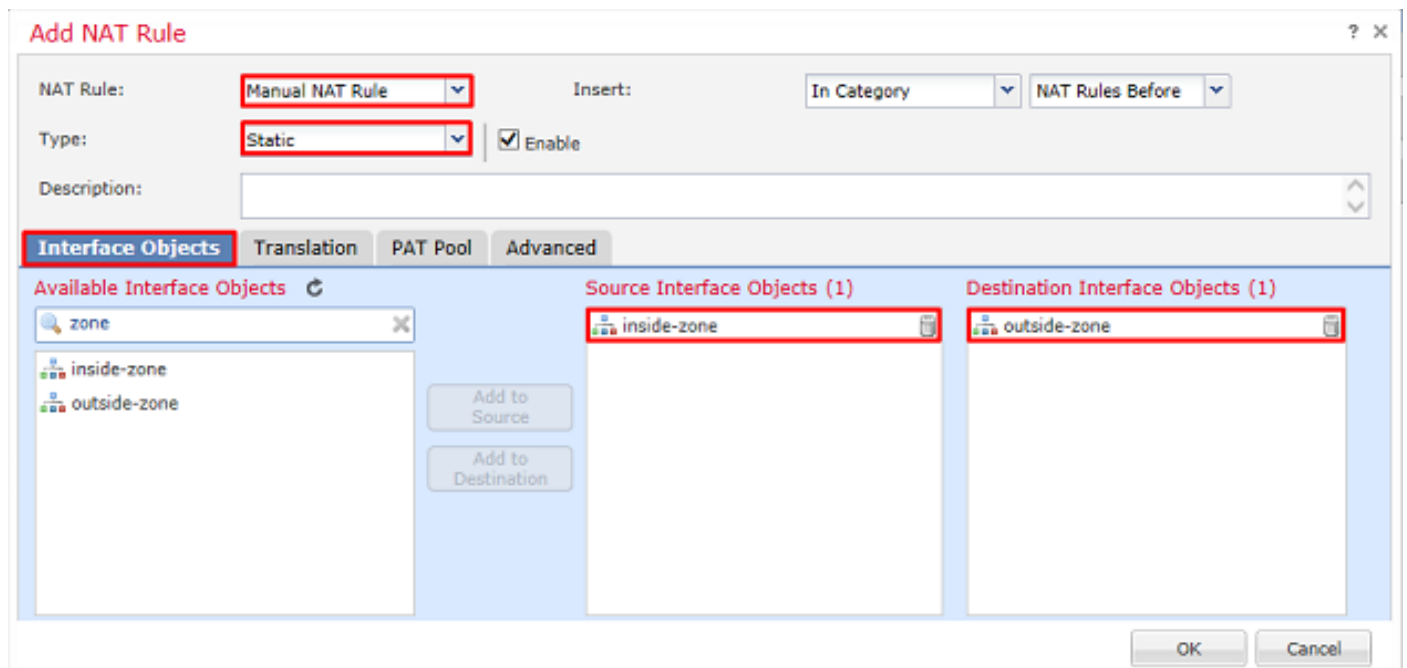 Add NAT Rule ? ×
NAT Rule: Manual NAT Rule Insert: In Category NAT Rules Before
Type: Static Enable
Description:
Interface Objects Translation PAT Pool Advanced
Available Interface Objects Source Interface Objects (1) Destination Interface Objects (1)
zone inside-zone outside-zone
inside-zone
outside-zone
Add to
Source
Add to
Destination
OK Cancel